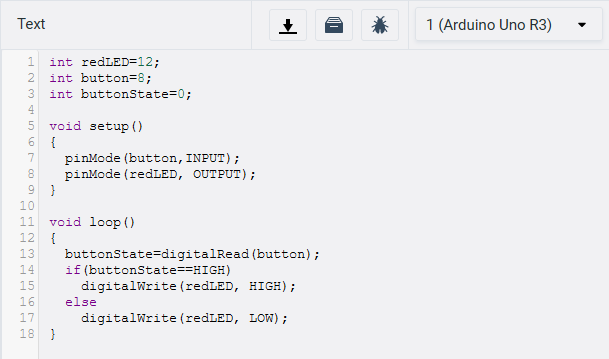 Text 1 (Arduino Uno R3)
1 int redLED=12;
2 int button=8;
3 int buttonState=0;
4
5 void setup()
6 {
7   pinMode(button,INPUT);
8   pinMode(redLED, OUTPUT);
9 }
10
11 void loop()
12 {
13   buttonState=digitalRead(button);
14   if(buttonState==HIGH)
15     digitalWrite(redLED, HIGH);
16   else
17     digitalWrite(redLED, LOW);
18 }